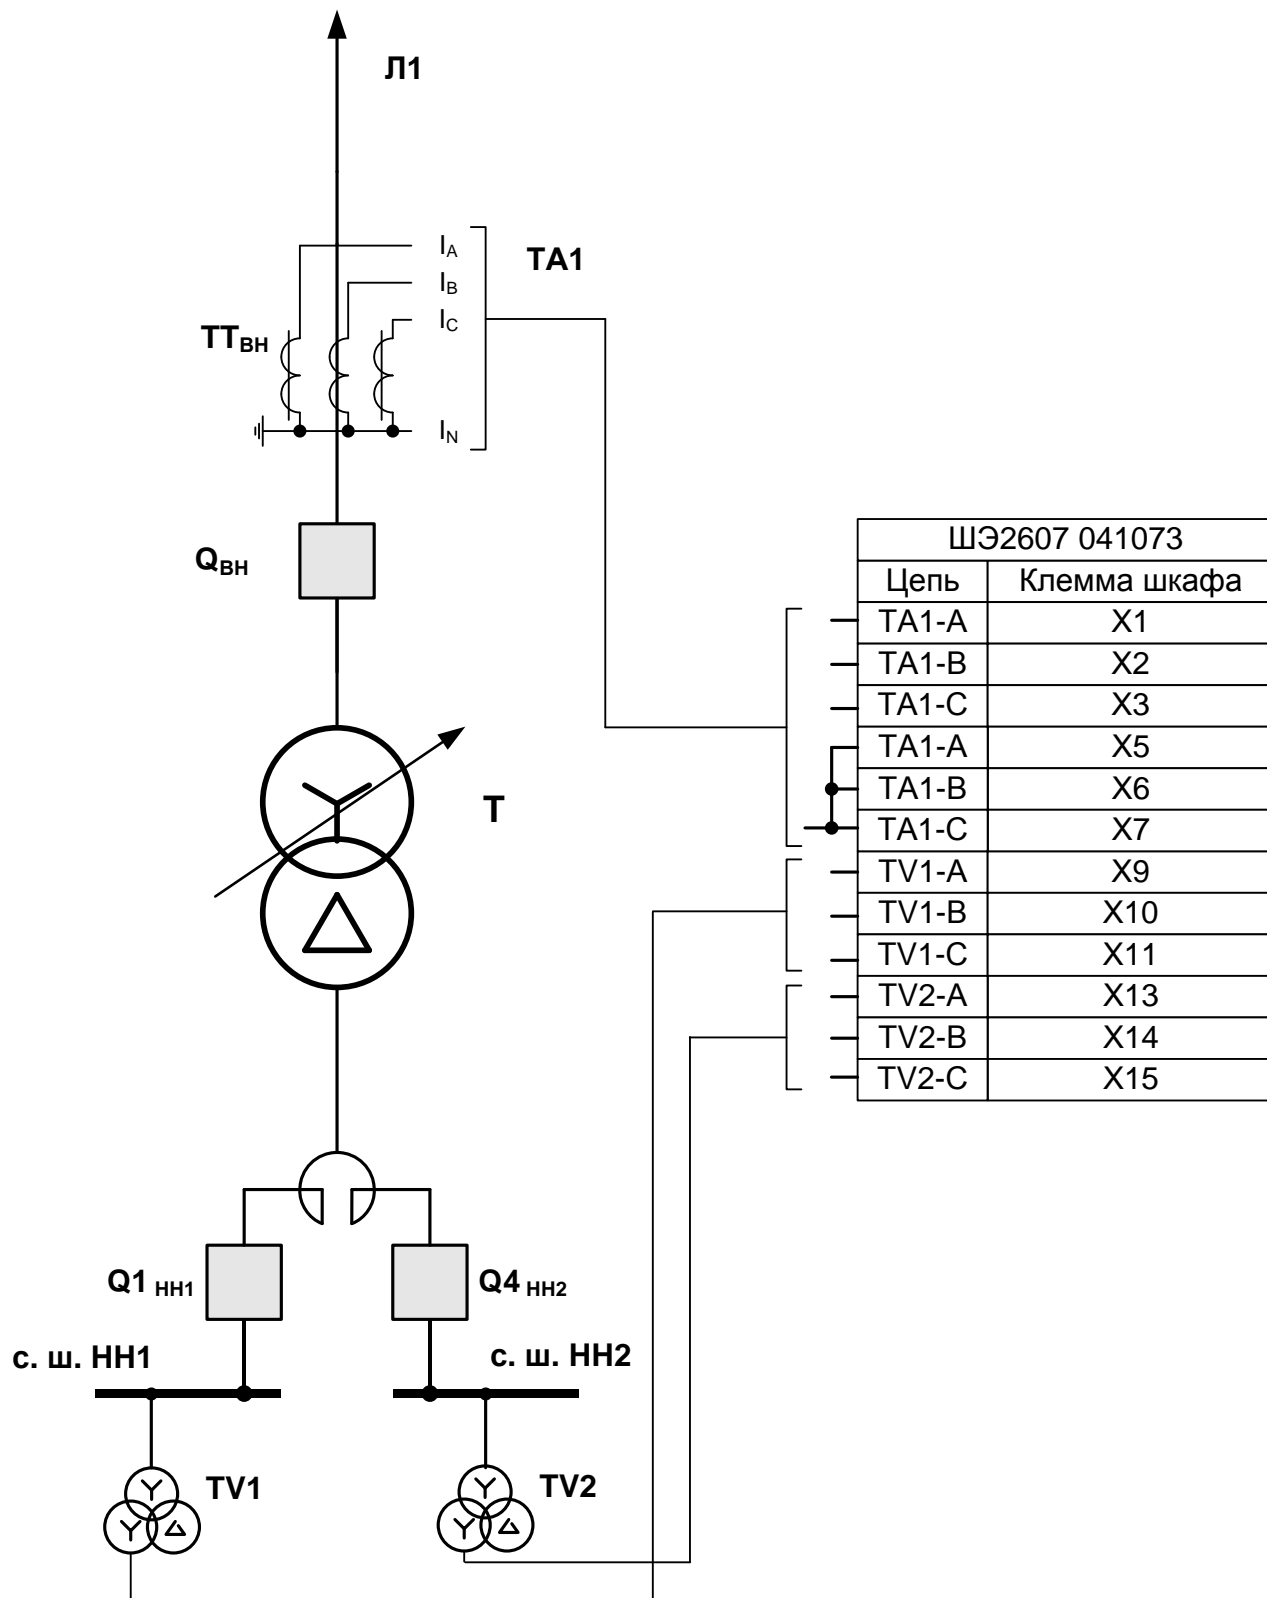 Л1
IA
TA1
IB
IC
ТТВН
IN
QВН
ШЭ2607 041073
Цепь Клемма шкафа
TA1-A X1
TA1-B X2
TA1-C X3
TA1-A X5
TA1-B X6
TA1-C X7
TV1-A X9
TV1-B X10
TV1-C X11
TV2-A X13
TV2-B X14
TV2-C X15
Т
Q1 НН1
Q4 НН2
с. ш. НН1
с. ш. НН2
TV1
TV2